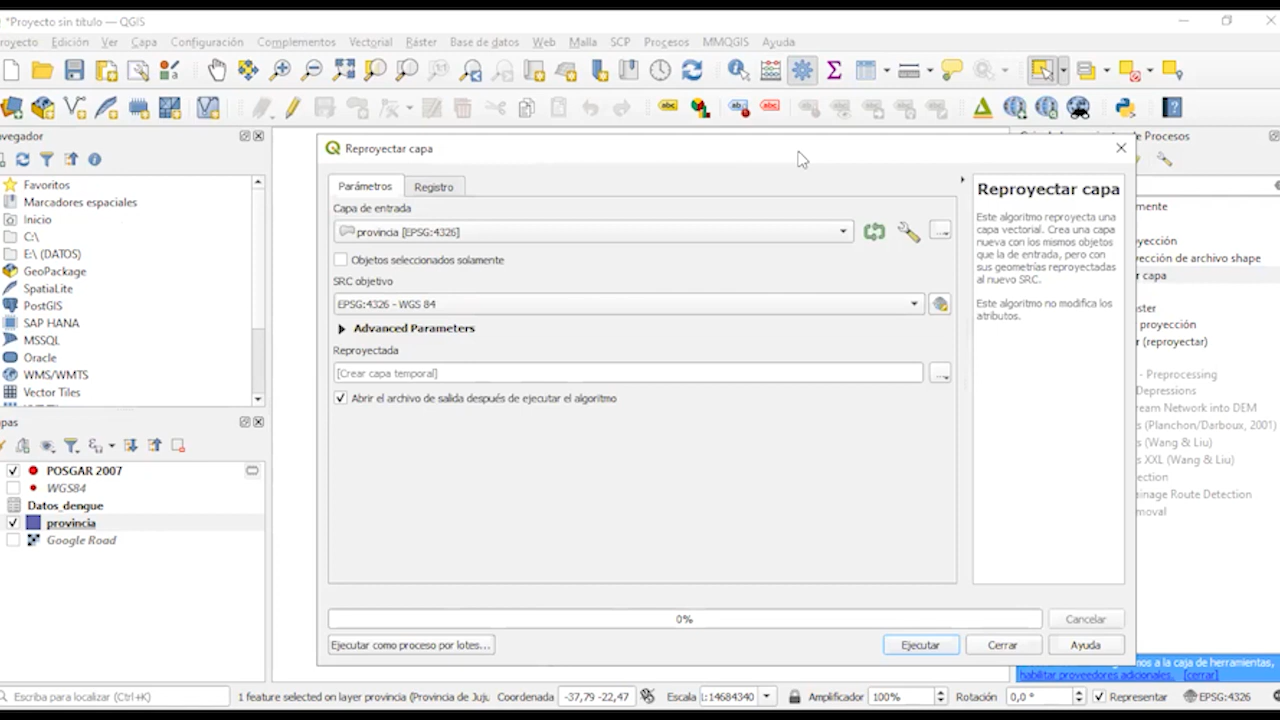 *Proyecto sin título — QGIS
royecto Edición Ver Capa Configuración Complementos Vectorial Ráster Base de datos Web Malla SCP Procesos MMQGIS Ayuda
avegador
Favoritos
Marcadores espaciales
Inicio
C:\
E:\ (DATOS)
GeoPackage
SpatiaLite
PostGIS
SAP HANA
MSSQL
Oracle
WMS/WMTS
Vector Tiles
pas
POSGAR 2007
WGS84
Datos_dengue
provincia
Google Road
Reproyectar capa
Parámetros Registro
Capa de entrada
provincia [EPSG:4326]
Objetos seleccionados solamente
SRC objetivo
EPSG:4326 - WGS 84
Advanced Parameters
Reproyectada
[Crear capa temporal]
Abrir el archivo de salida después de ejecutar el algoritmo
Reproyectar capa
Este algoritmo reproyecta una
capa vectorial. Crea una capa
nueva con los mismos objetos
que la de entrada, pero con
sus geometrías reproyectadas
al nuevo SRC.
Este algoritmo no modifica los
atributos.
0%
Cancelar
Ejecutar como proceso por lotes...
Ejecutar Cerrar Ayuda
de Procesos
mente
yección
yección de archivo shape
r capa
ster
proyección
r (reproyectar)
- Preprocessing
Depressions
ream Network into DEM
(Planchon/Darboux, 2001)
(Wang & Liu)
s XXL (Wang & Liu)
ection
inage Route Detection
moval
mos a la caja de herramientas,
habilitar proveedores adicionales. [cerrar]
Escriba para localizar (Ctrl+K) 1 feature selected on layer provincia (Provincia de Juju Coordenada -37,79 -22,47 Escala 1:14684340 Amplificador 100% Rotación 0,0 ° Representar EPSG:4326